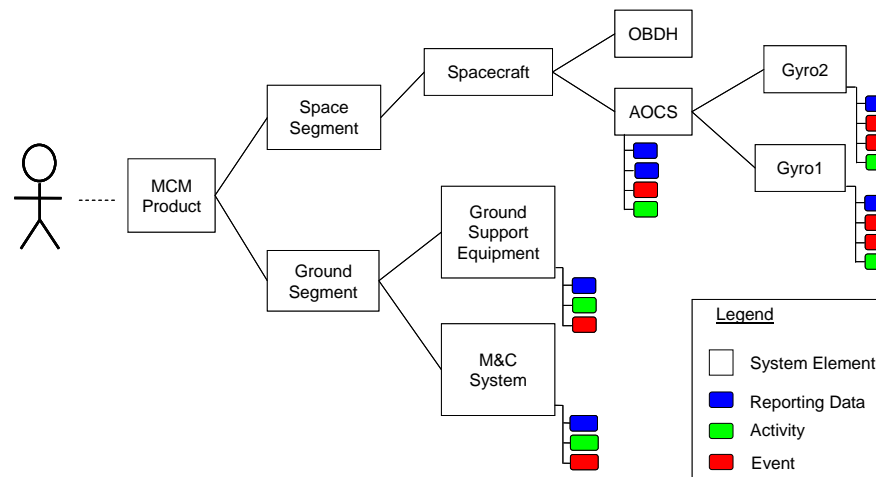 OBDH
Spacecraft
Gyro2
Space
Segment
AOCS
MCM
Product
Gyro1
Ground
Support
Equipment
Ground
Segment
Legend
M&C
System
System Element
Reporting Data
Activity
Event